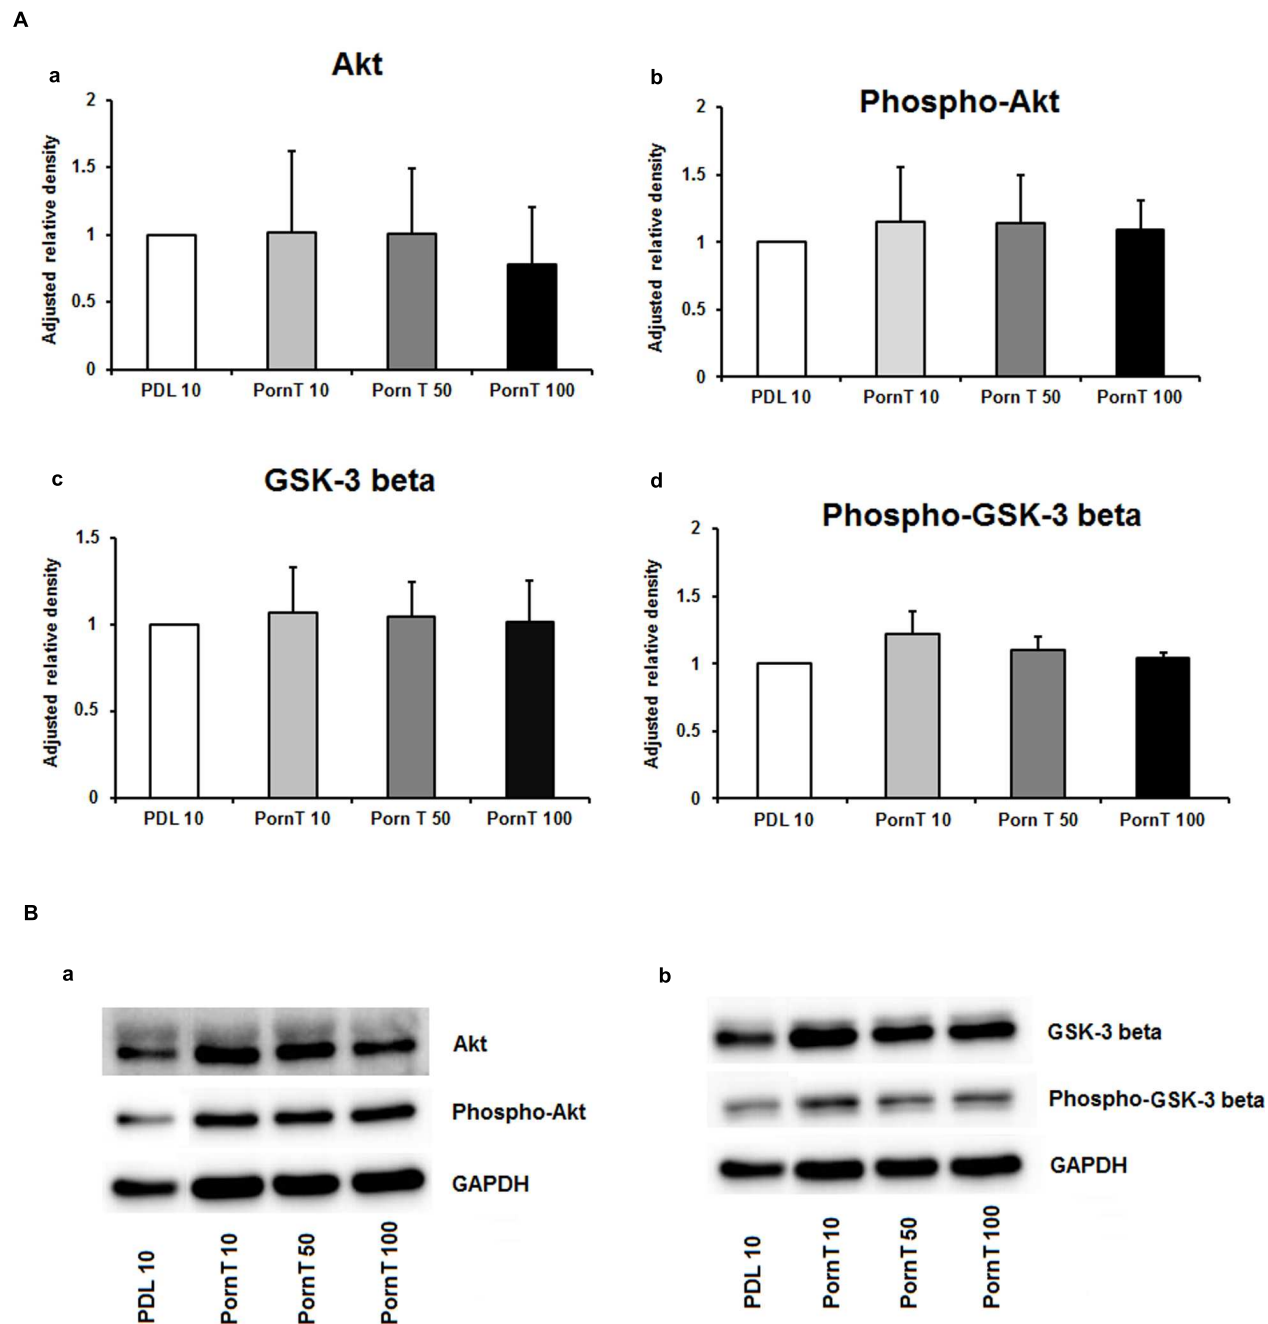 A
a
Akt
Adjusted relative density
2
1.5
1
0.5
0
PDL 10
PornT 10
Porn T 50
PornT 100
b
Phospho-Akt
Adjusted relative density
2
1.5
1
0.5
0
PDL 10
PornT 10
Porn T 50
PornT 100
c
GSK-3 beta
Adjusted relative density
1.5
1
0.5
0
PDL 10
PornT 10
Porn T 50
PornT 100
d
Phospho-GSK-3 beta
Adjusted relative density
2
1.5
1
0.5
0
PDL 10
PornT 10
Porn T 50
PornT 100
B
a
Akt
Phospho-Akt
GAPDH
PDL 10
PornT 10
PornT 50
PornT 100
b
GSK-3 beta
Phospho-GSK-3 beta
GAPDH
PDL 10
PornT 10
PornT 50
PornT 100